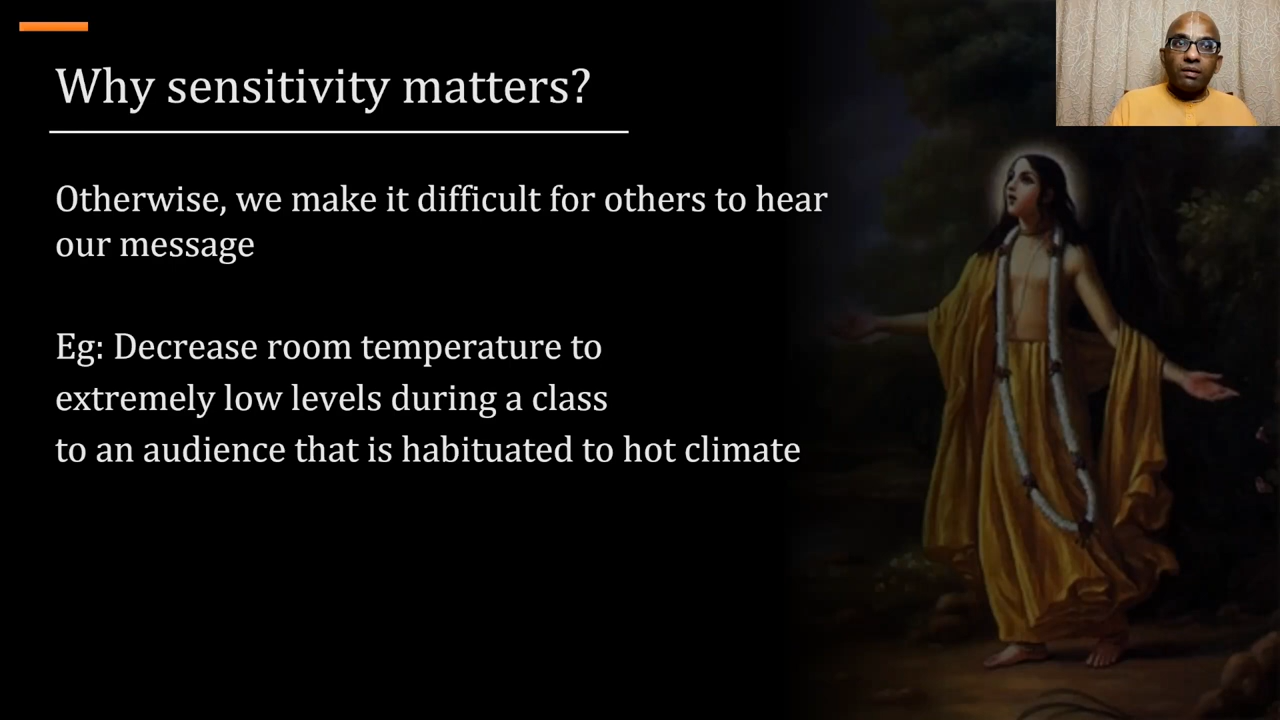 Why sensitivity matters?
Otherwise, we make it difficult for others to hear
our message
Eg: Decrease room temperature to
extremely low levels during a class
to an audience that is habituated to hot climate